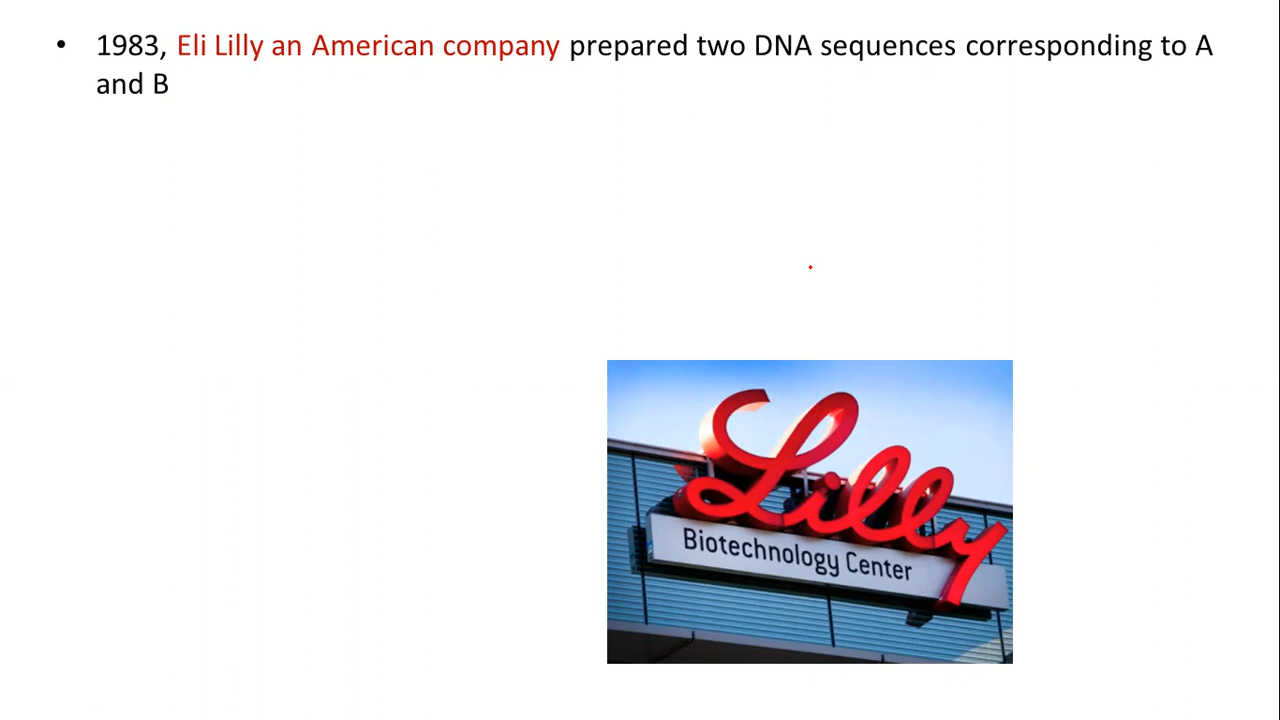 • 1983, Eli Lilly an American company prepared two DNA sequences corresponding to A
and B
Lilly
Biotechnology Center